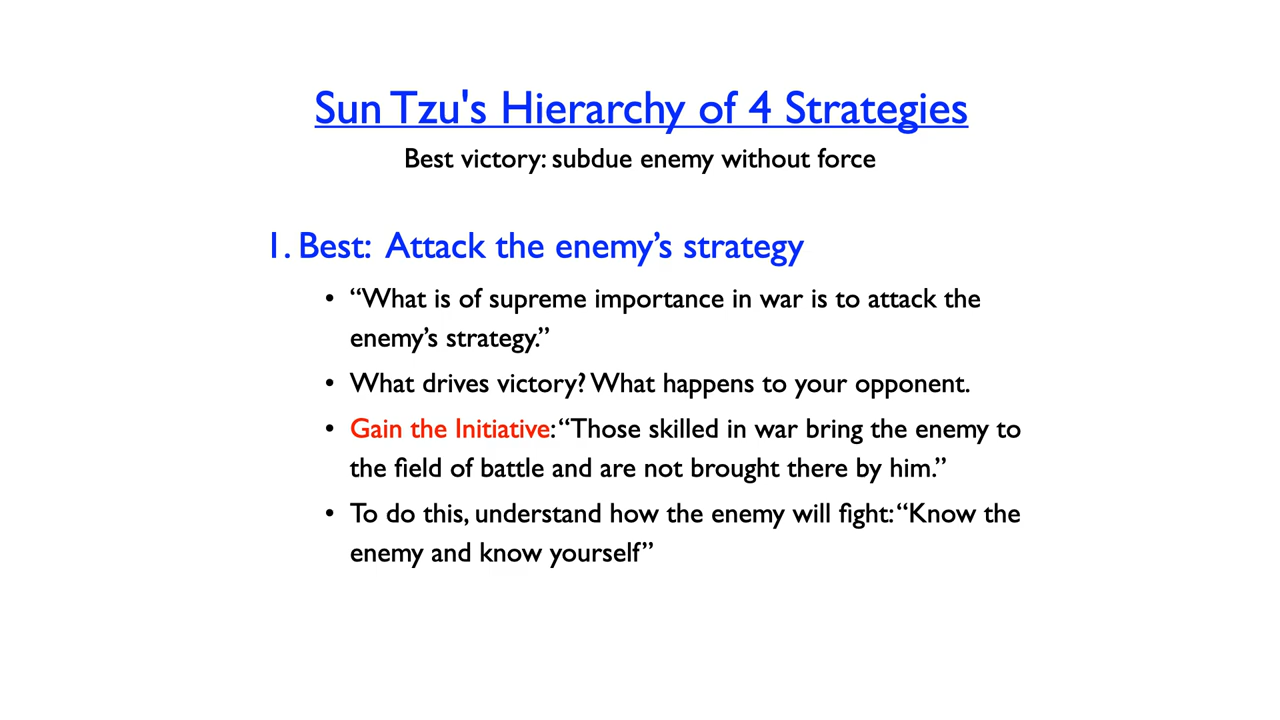 Sun Tzu's Hierarchy of 4 Strategies
Best victory: subdue enemy without force
1. Best: Attack the enemy’s strategy
• “What is of supreme importance in war is to attack the
enemy’s strategy.”
• What drives victory? What happens to your opponent.
• Gain the Initiative: “Those skilled in war bring the enemy to
the field of battle and are not brought there by him.”
• To do this, understand how the enemy will fight: “Know the
enemy and know yourself”